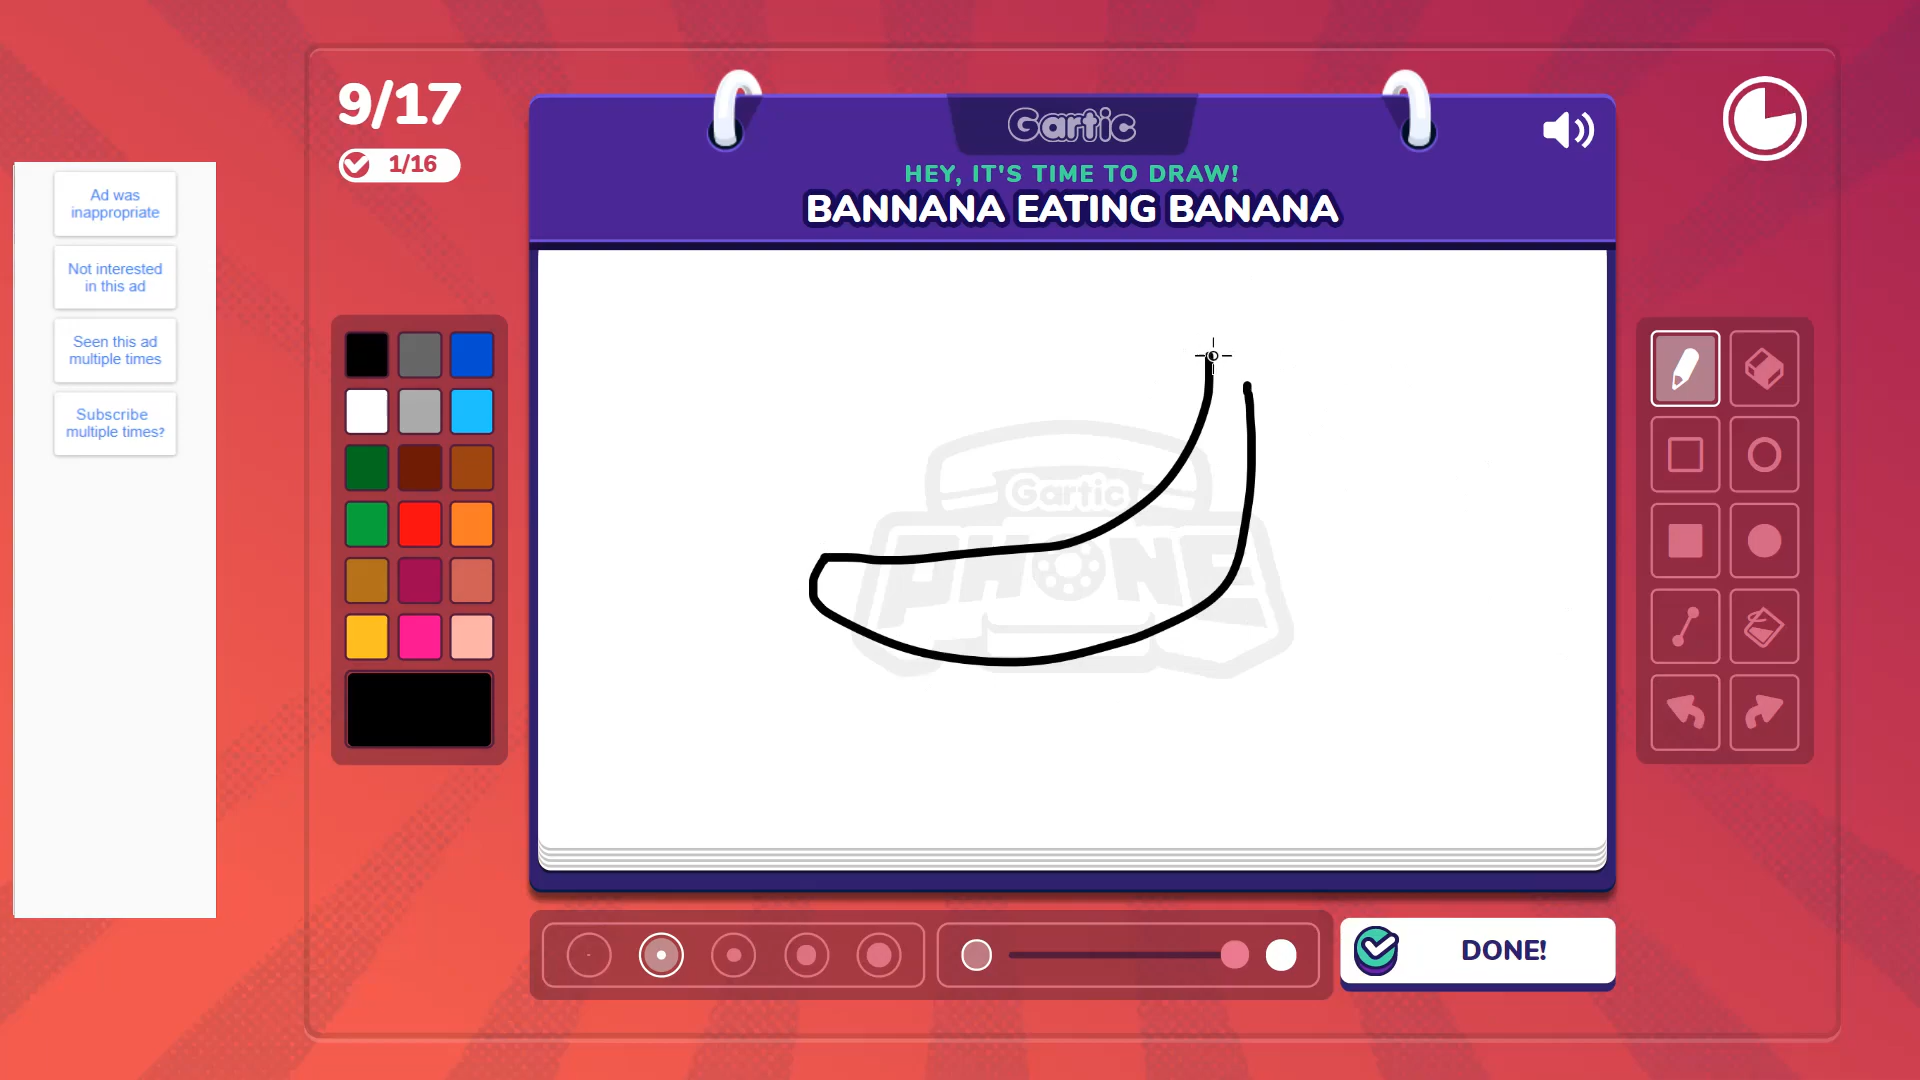 9/17
1/16
Ad was
inappropriate
Not interested
in this ad
Seen this ad
multiple times
Subscribe
multiple times?
Gartic
HEY, IT'S TIME TO DRAW!
BANNANA EATING BANANA
Gartic
PHONE
DONE!